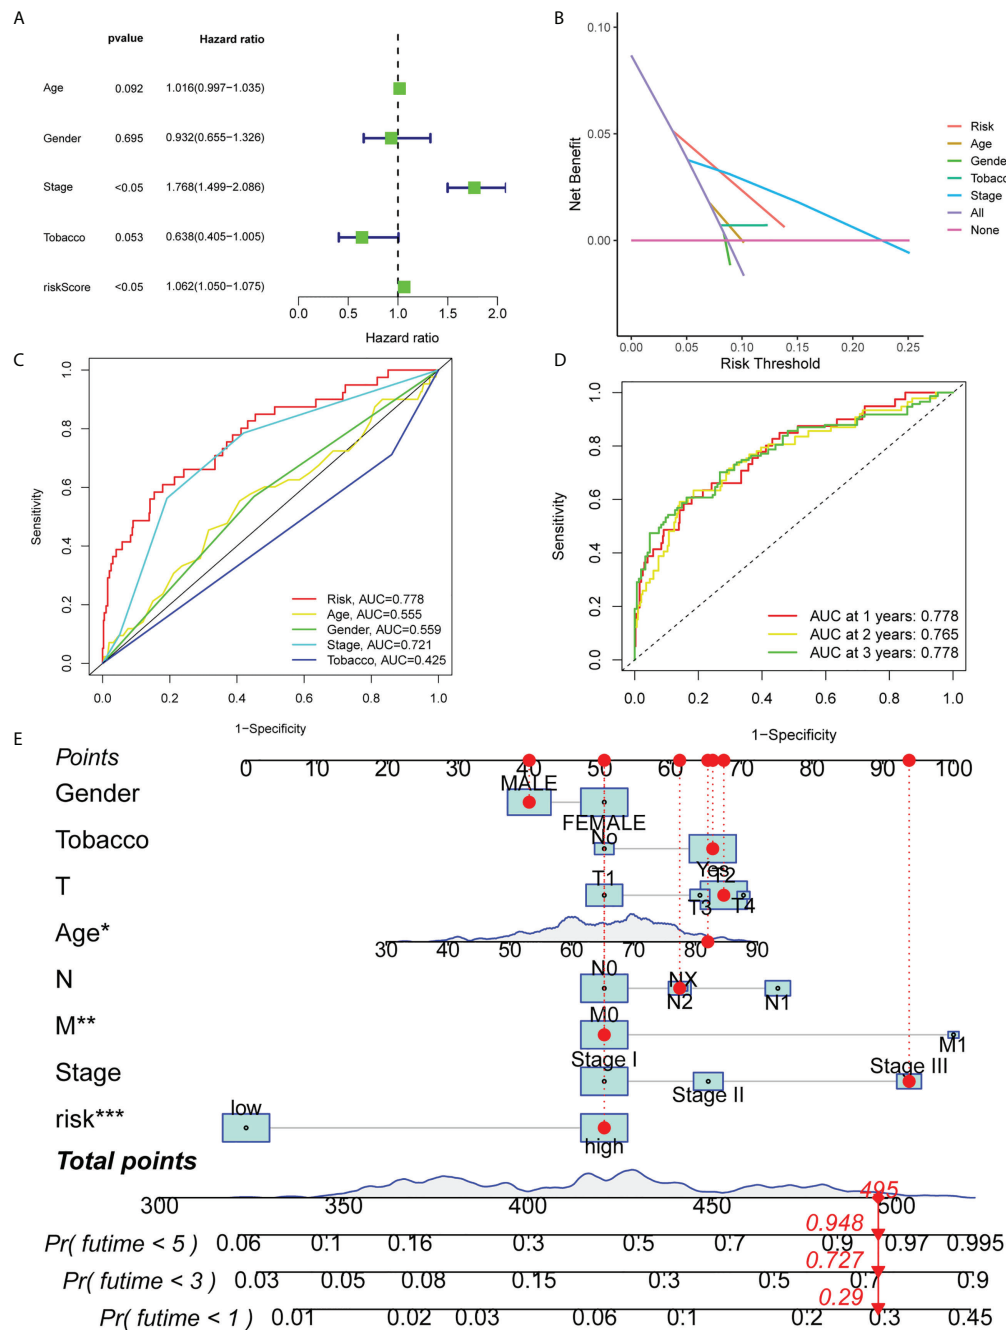 A
pvalue Hazard ratio
Age 0.092 1.016(0.997−1.035)
Gender 0.695 0.932(0.655−1.326)
Stage <0.05 1.768(1.499−2.086)
Tobacco 0.053 0.638(0.405−1.005)
riskScore <0.05 1.062(1.050−1.075)
0.0 0.5 1.0 1.5 2.0
Hazard ratio
B
0.10
0.05
0.00
Net Benefit
0.00 0.05 0.10 0.15 0.20 0.25
Risk Threshold
Risk
Age
Gende
Tobacc
Stage
All
None
C
1.0
0.8
0.6
0.4
0.2
0.0
Sensitivity
Risk, AUC=0.778
Age, AUC=0.555
Gender, AUC=0.559
Stage, AUC=0.721
Tobacco, AUC=0.425
0.0 0.2 0.4 0.6 0.8 1.0
1−Specificity
D
1.0
0.8
0.6
0.4
0.2
0.0
Sensitivity
AUC at 1 years: 0.778
AUC at 2 years: 0.765
AUC at 3 years: 0.778
0.0 0.2 0.4 0.6 0.8 1.0
1−Specificity
E
Points 0 10 20 30 40 50 60 70 80 90 100
Gender MALE FEMALE
Tobacco No Yes
T T1 T3 T2 T4
Age* 30 40 50 60 70 80 90
N N0 NX N2 N1
M** M0 M1
Stage Stage I Stage II Stage III
risk*** low high
Total points
300 350 400 450 500
495
Pr( futime < 5) 0.06 0.1 0.16 0.3 0.5 0.7 0.9 0.97 0.995
0.948
Pr( futime < 3) 0.03 0.05 0.08 0.15 0.3 0.5 0.7 0.9
0.727
Pr( futime < 1) 0.01 0.02 0.03 0.06 0.1 0.2 0.3 0.45
0.29